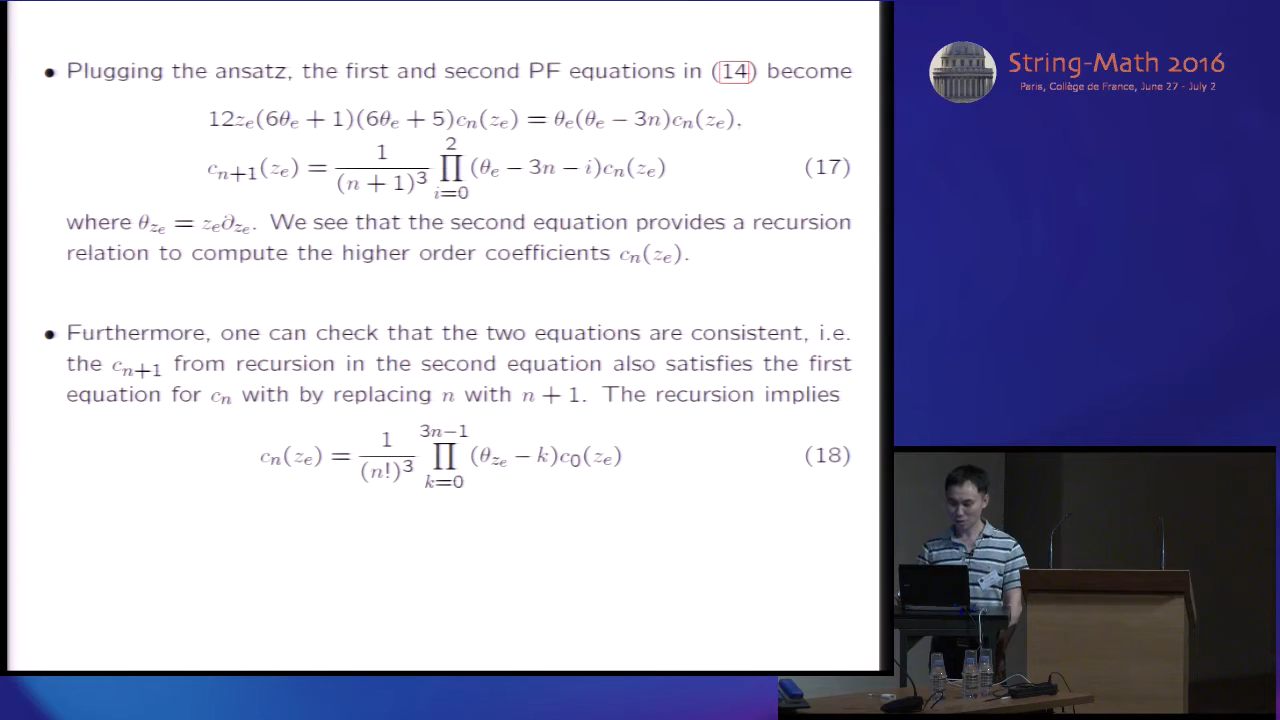 • Plugging the ansatz, the first and second PF equations in (14) become
12z_e(6θ_e + 1)(6θ_e + 5)c_n(z_e) = θ_e(θ_e − 3n)c_n(z_e).
c_{n+1}(z_e) = \frac{1}{(n + 1)^3} \prod_{i=0}^{2} (θ_e − 3n − i)c_n(z_e) (17)
where θ_{z_e} = z_e∂_{z_e}. We see that the second equation provides a recursion
relation to compute the higher order coefficients c_n(z_e).
• Furthermore, one can check that the two equations are consistent, i.e.
the c_{n+1} from recursion in the second equation also satisfies the first
equation for c_n with by replacing n with n + 1. The recursion implies
c_n(z_e) = \frac{1}{(n!)^3} \prod_{k=0}^{3n−1} (θ_{z_e} − k)c_0(z_e) (18)
String-Math 2016
Paris, Collège de France, June 27 - July 2